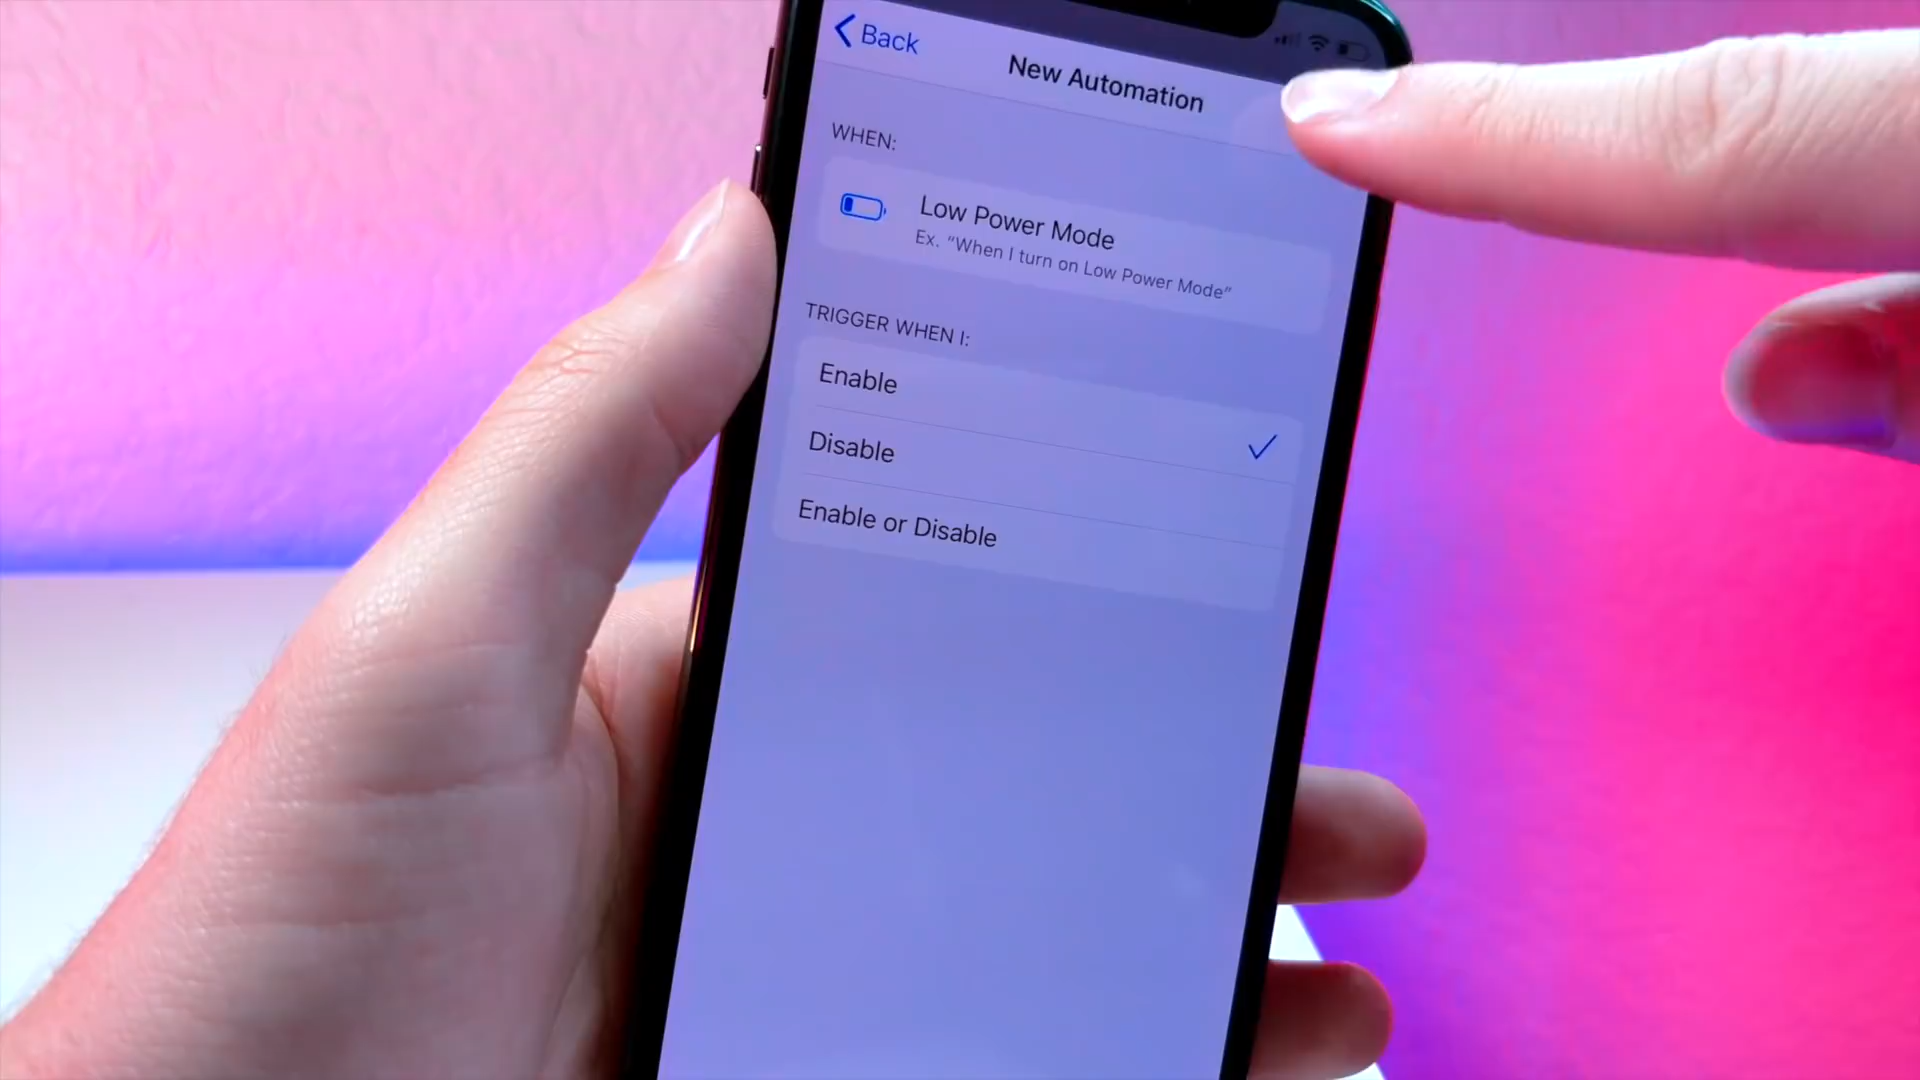 Back
New Automation
WHEN:
Low Power Mode
Ex. “When I turn on Low Power Mode”
TRIGGER WHEN I:
Enable
Disable
Enable or Disable